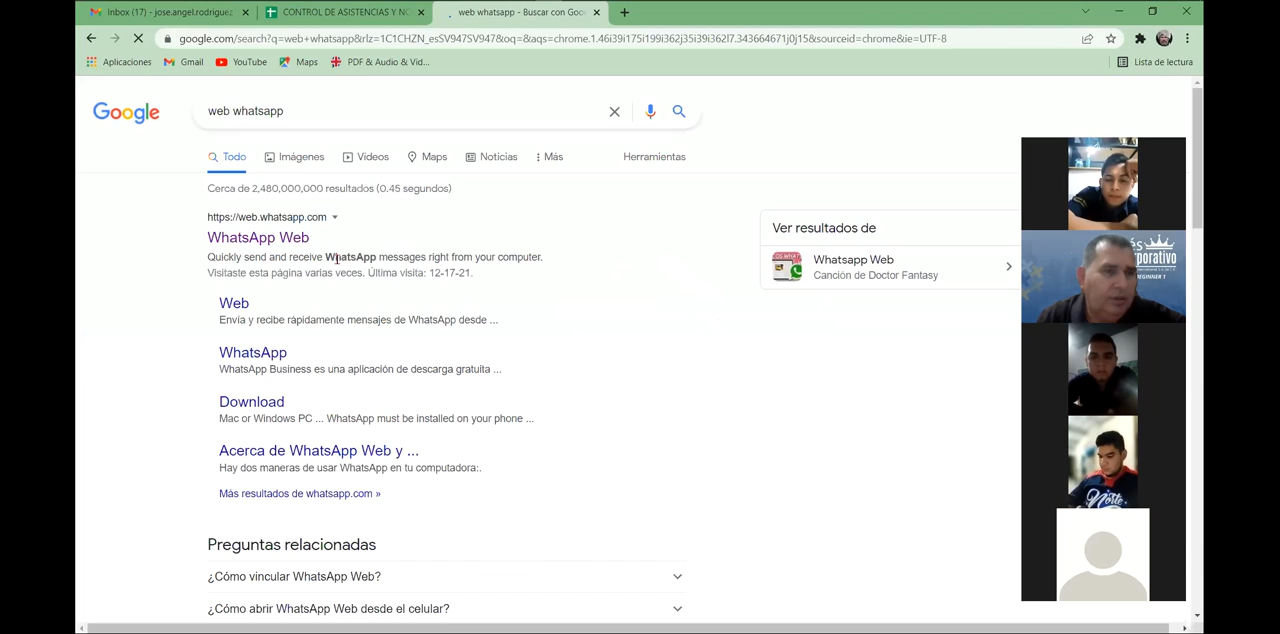 Inbox (17) - jose.angel.rodriguez
CONTROL DE ASISTENCIAS Y NO
web whatsapp - Buscar con Goo
google.com/search?q=web+whatsapp&rlz=1C1CHZN_esSV947SV947&oq=&aqs=chrome.1.46i39i175i199i362j35i39i362l7.343664671j0j15&sourceid=chrome&ie=UTF-8
Aplicaciones
Gmail
YouTube
Maps
PDF & Audio & Vid...
Lista de lectura
Google
web whatsapp
Todo
Imágenes
Vídeos
Maps
Noticias
Más
Herramientas
Cerca de 2,480,000,000 resultados (0.45 segundos)
https://web.whatsapp.com
WhatsApp Web
Quickly send and receive WhatsApp messages right from your computer.
Visitaste esta página varias veces. Última visita: 12-17-21.
Web
Envía y recibe rápidamente mensajes de WhatsApp desde ...
WhatsApp
WhatsApp Business es una aplicación de descarga gratuita ...
Download
Mac or Windows PC ... WhatsApp must be installed on your phone ...
Acerca de WhatsApp Web y ...
Hay dos maneras de usar WhatsApp en tu computadora:.
Más resultados de whatsapp.com »
Preguntas relacionadas
¿Cómo vincular WhatsApp Web?
¿Cómo abrir WhatsApp Web desde el celular?
Ver resultados de
Whatsapp Web
Canción de Doctor Fantasy
és
orporativo
BEGINNER 1
Norte